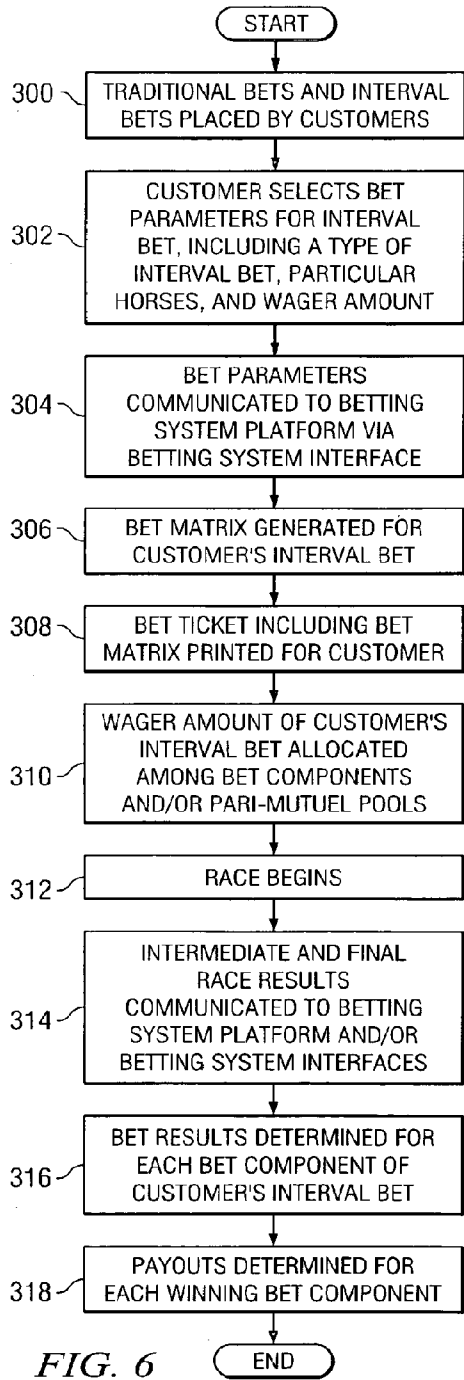 START
300
TRADITIONAL BETS AND INTERVAL
BETS PLACED BY CUSTOMERS
302
CUSTOMER SELECTS BET
PARAMETERS FOR INTERVAL
BET, INCLUDING A TYPE OF
INTERVAL BET, PARTICULAR
HORSES, AND WAGER AMOUNT
304
BET PARAMETERS
COMMUNICATED TO BETTING
SYSTEM PLATFORM VIA
BETTING SYSTEM INTERFACE
306
BET MATRIX GENERATED FOR
CUSTOMER'S INTERVAL BET
308
BET TICKET INCLUDING BET
MATRIX PRINTED FOR CUSTOMER
310
WAGER AMOUNT OF CUSTOMER'S
INTERVAL BET ALLOCATED
AMONG BET COMPONENTS
AND/OR PARI-MUTUEL POOLS
312
RACE BEGINS
314
INTERMEDIATE AND FINAL
RACE RESULTS
COMMUNICATED TO BETTING
SYSTEM PLATFORM AND/OR
BETTING SYSTEM INTERFACES
316
BET RESULTS DETERMINED FOR
EACH BET COMPONENT OF
CUSTOMER'S INTERVAL BET
318
PAYOUTS DETERMINED FOR
EACH WINNING BET COMPONENT
END
FIG. 6